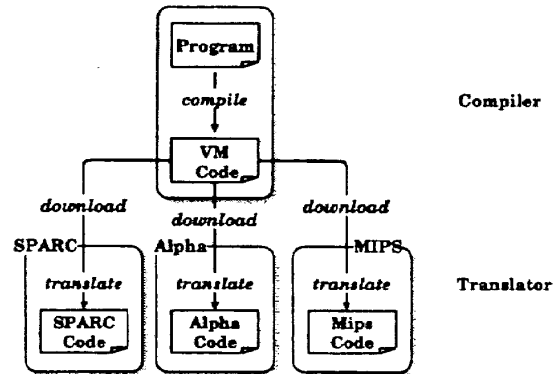 Program
compile
Compiler
VM
Code
download
download
download
SPARC
Alpha
MIPS
translate
translate
translate
Translator
SPARC
Code
Alpha
Code
Mips
Code